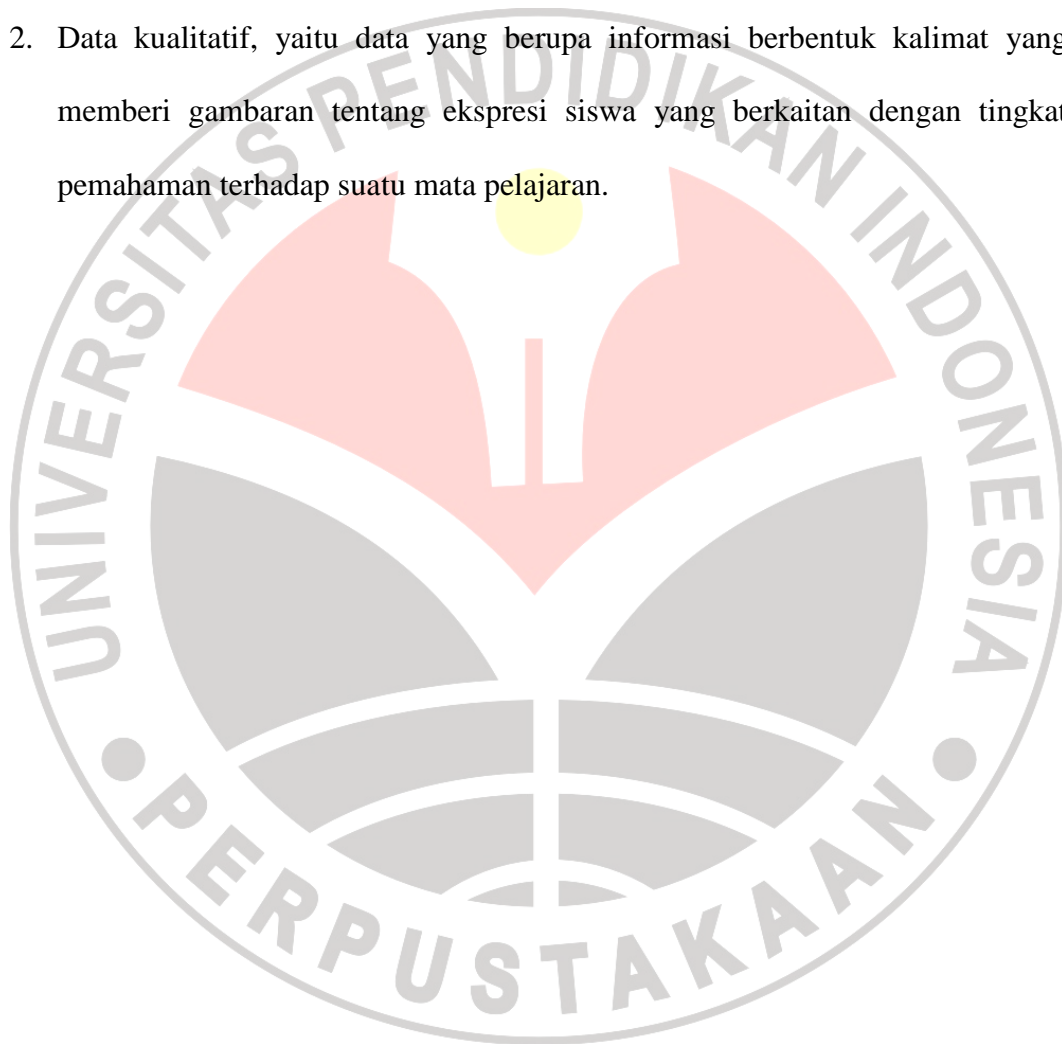 2. Data kualitatif, yaitu data yang berupa informasi berbentuk kalimat yang
memberi gambaran tentang ekspresi siswa yang berkaitan dengan tingkat
pemahaman terhadap suatu mata pelajaran.
UNIVERSITAS PENDIDIKAN INDONESIA
PERPUSTAKAAN